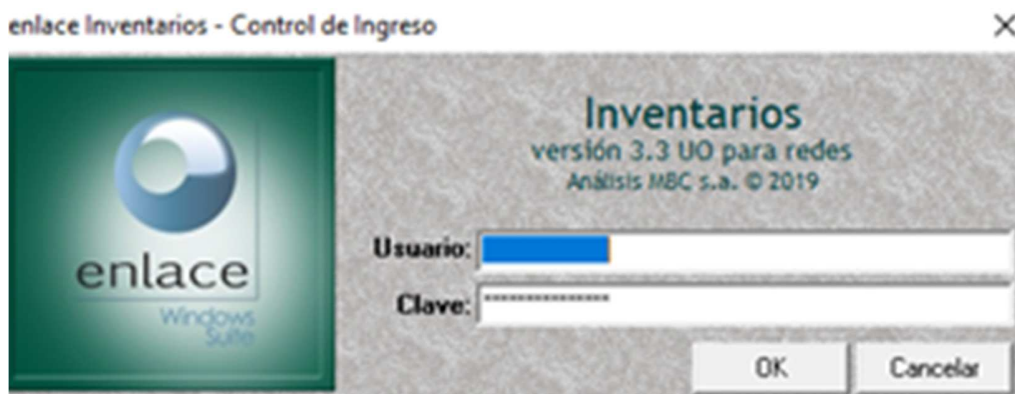 enlace Inventarios - Control de Ingreso
Inventarios
versión 3.3 UO para redes
Análisis MBC s.a. © 2019
enlace
Windows
Suite
Usuario:
Clave: ---------------
OK Cancelar